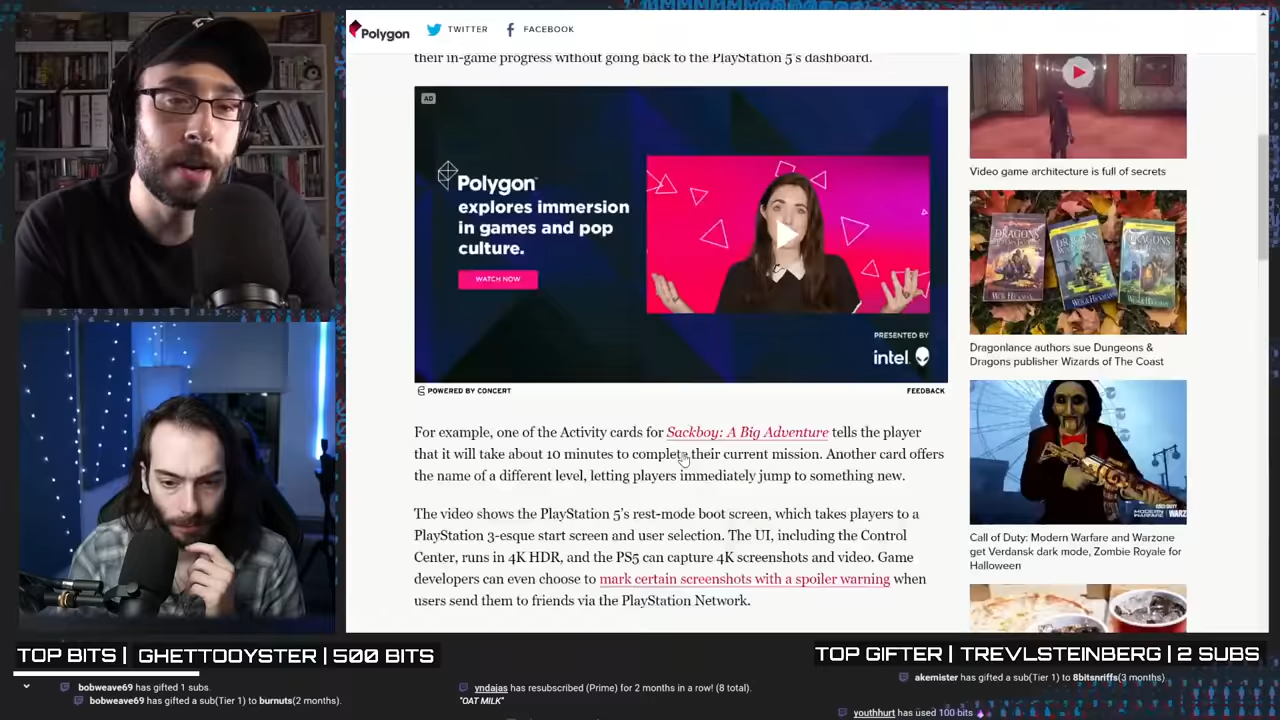 Polygon
TWITTER
FACEBOOK
their in-game progress without going back to the PlayStation 5's dashboard.
AD
Polygon
explores immersion
in games and pop
culture.
WATCH NOW
PRESENTED BY
intel
POWERED BY CONCERT
FEEDBACK
For example, one of the Activity cards for Sackboy: A Big Adventure tells the player
that it will take about 10 minutes to complete their current mission. Another card offers
the name of a different level, letting players immediately jump to something new.
The video shows the PlayStation 5's rest-mode boot screen, which takes players to a
PlayStation 3-esque start screen and user selection. The UI, including the Control
Center, runs in 4K HDR, and the PS5 can capture 4K screenshots and video. Game
developers can even choose to mark certain screenshots with a spoiler warning when
users send them to friends via the PlayStation Network.
Video game architecture is full of secrets
DRAGONS
DRAGONS
DRAGONS
Dragonlance authors sue Dungeons &
Dragons publisher Wizards of The Coast
MODERN
WARFARE
WARZ
Call of Duty: Modern Warfare and Warzone
get Verdansk dark mode, Zombie Royale for
Halloween
TOP BITS | GHETTOOYSTER | 500 BITS
TOP GIFTER | TREVLSTEINBERG | 2 SUBS
bobweave69 has gifted 1 subs.
bobweave69 has gifted a sub(Tier 1) to burnuts(2 months).
yndajas has resubscribed (Prime) for 2 months in a row! (8 total).
"OAT MILK"
akemister has gifted a sub(Tier 1) to 8bitsnriffs(3 months).
youthhurt has used 100 bits